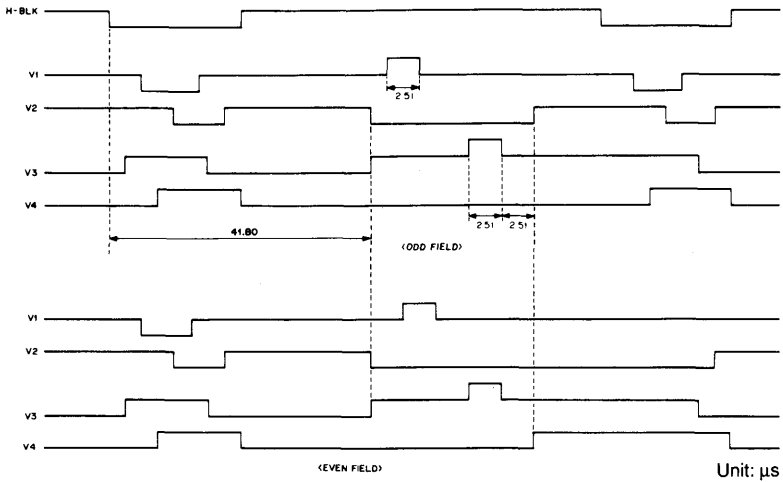 H-BLK
V1
2.51
V2
V3
V4
2.51 2.51
41.80
(ODD FIELD)
V1
V2
V3
V4
(EVEN FIELD)
Unit: μs